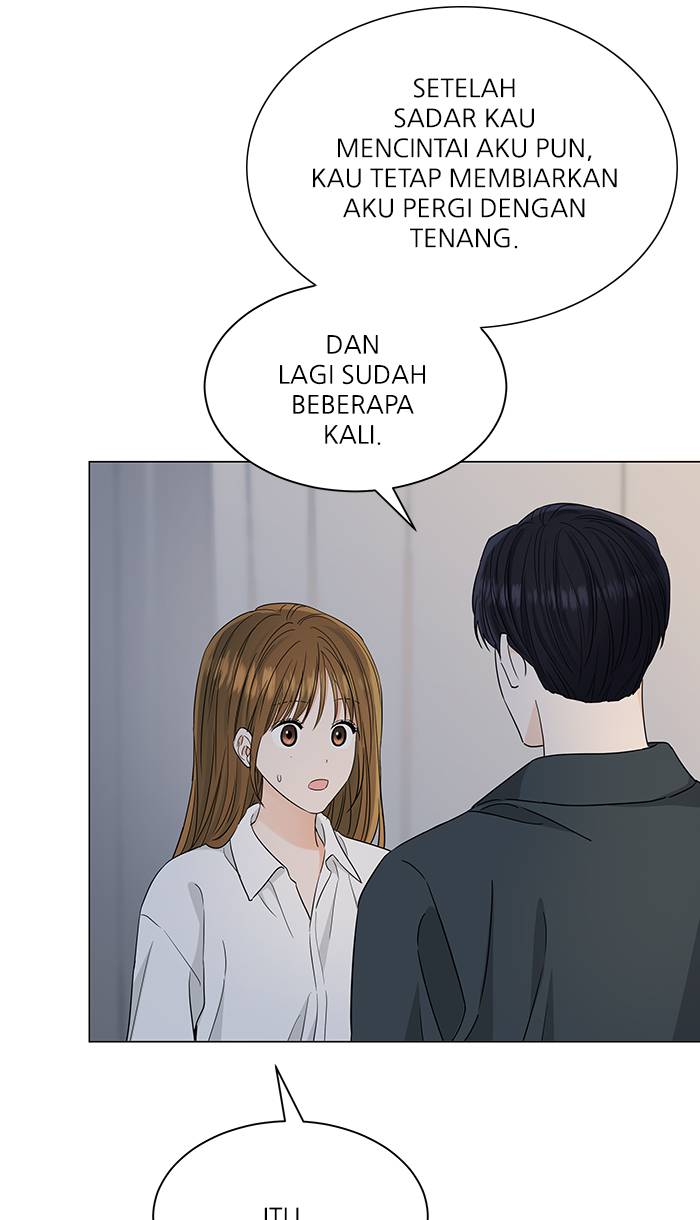 SETELAH
SADAR KAU
MENCINTAI AKU PUN,
KAU TETAP MEMBIARKAN
AKU PERGI DENGAN
TENANG.
DAN
LAGI SUDAH
BEBERAPA
KALI.
ITU